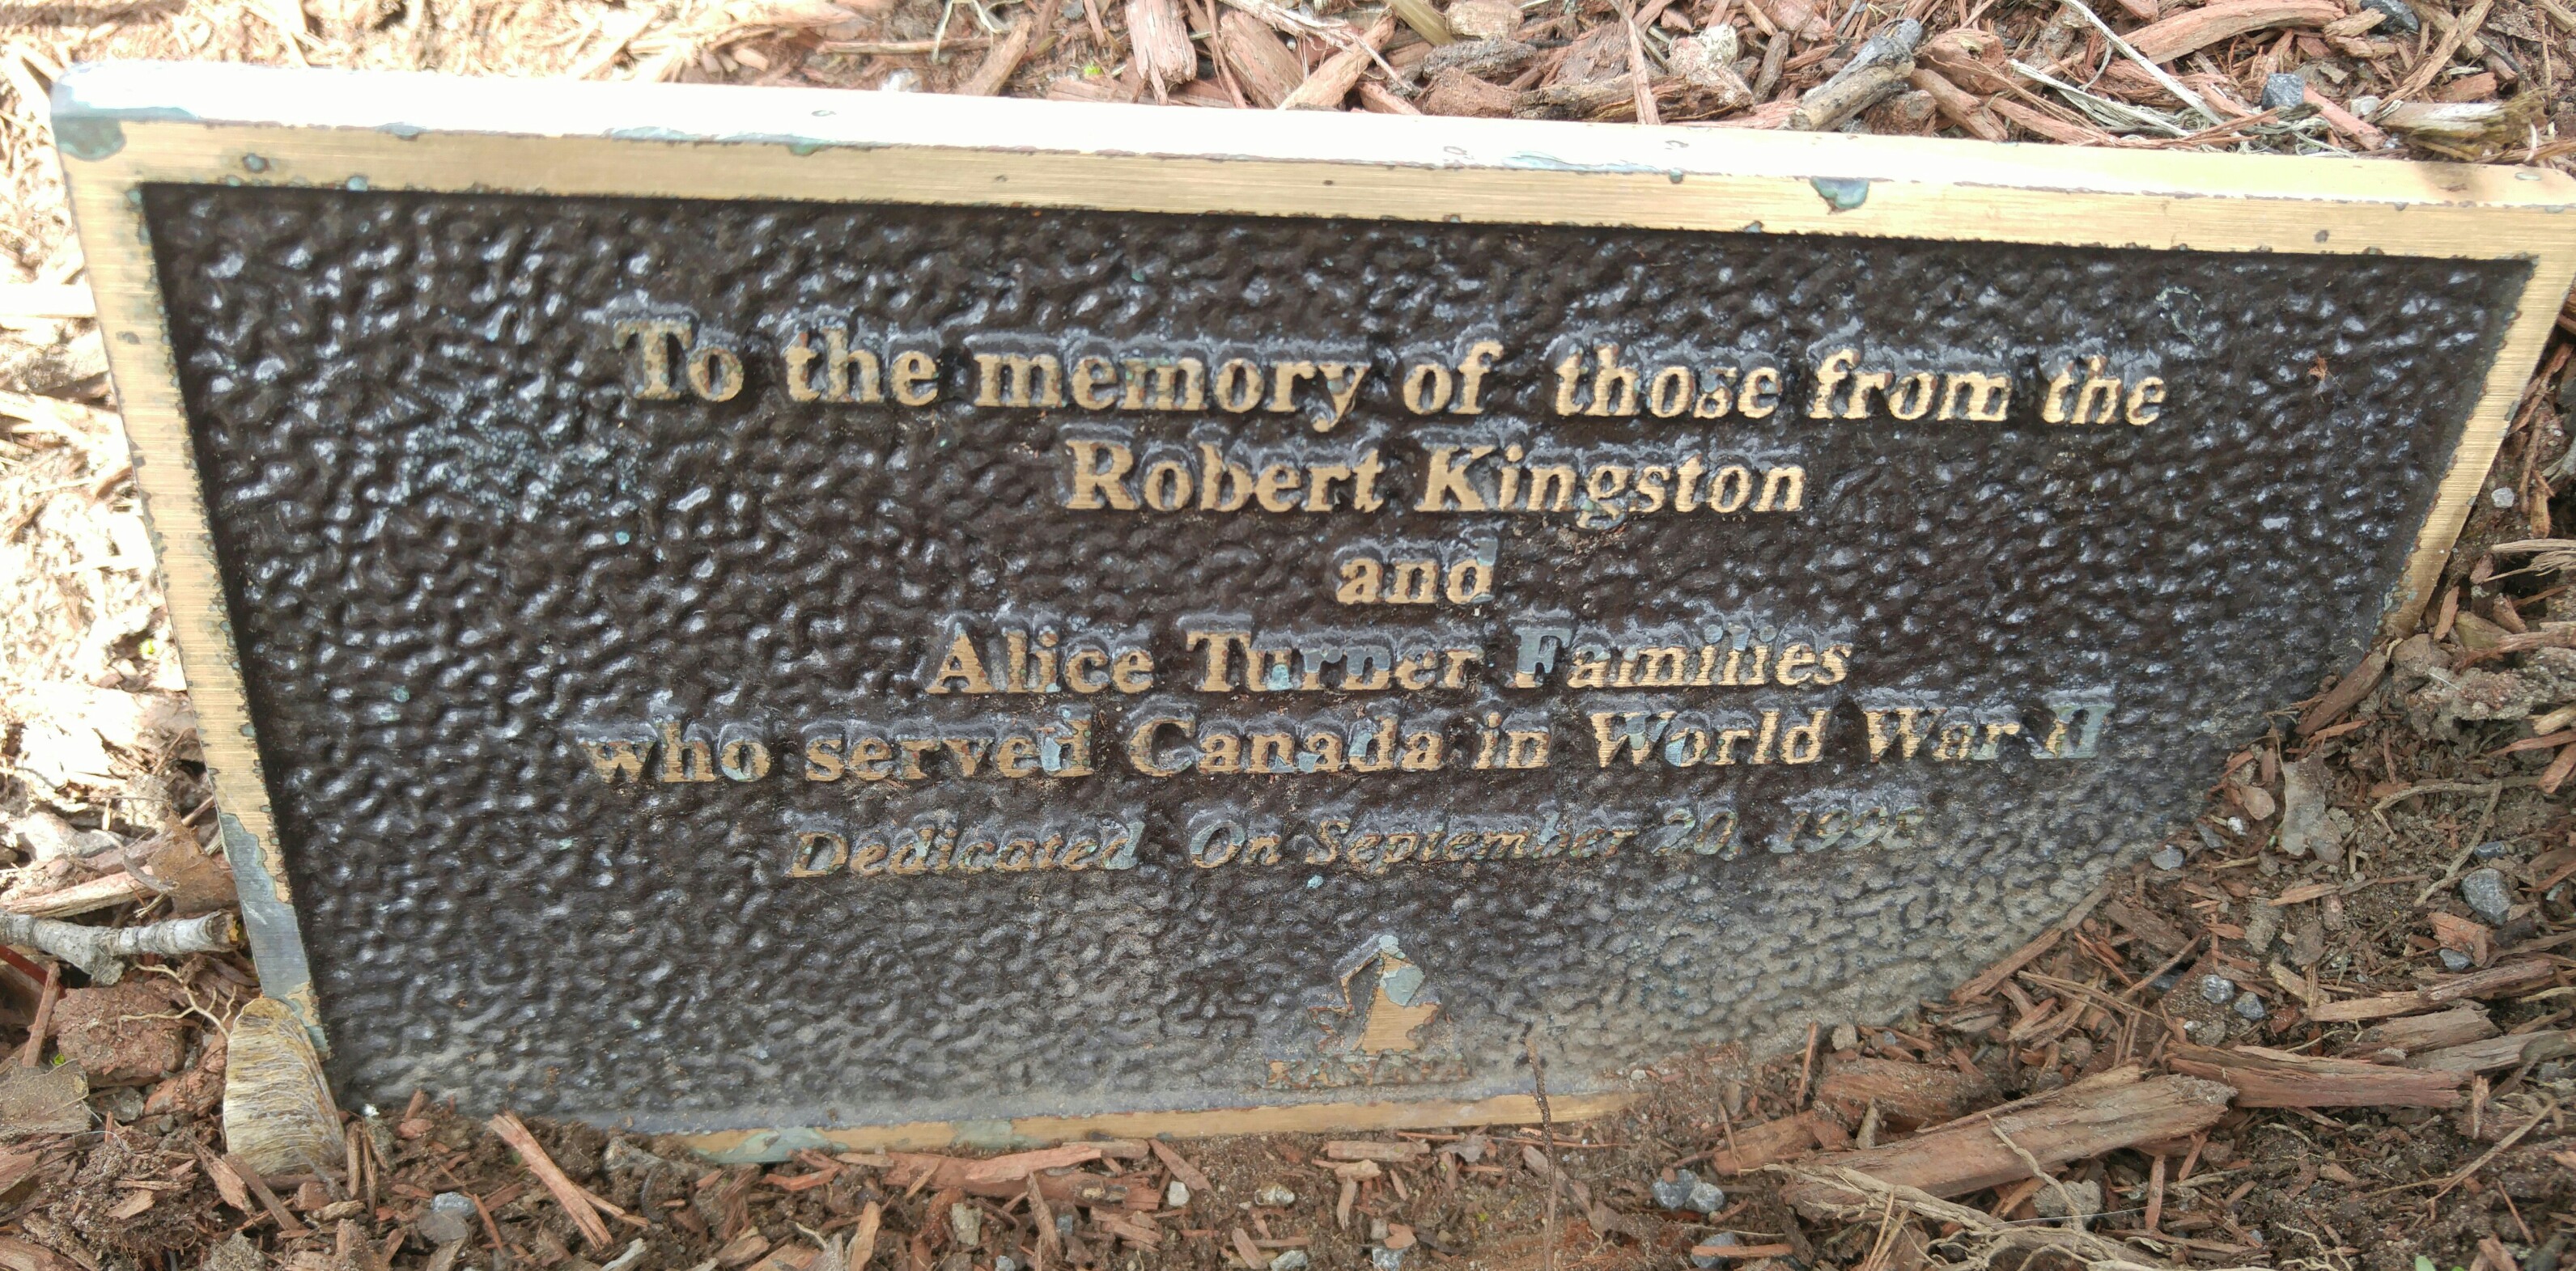 To the memory of those from the
Robert Kingston
and
Alice Turner Families
who served Canada in World War II
Dedicated On September 20,